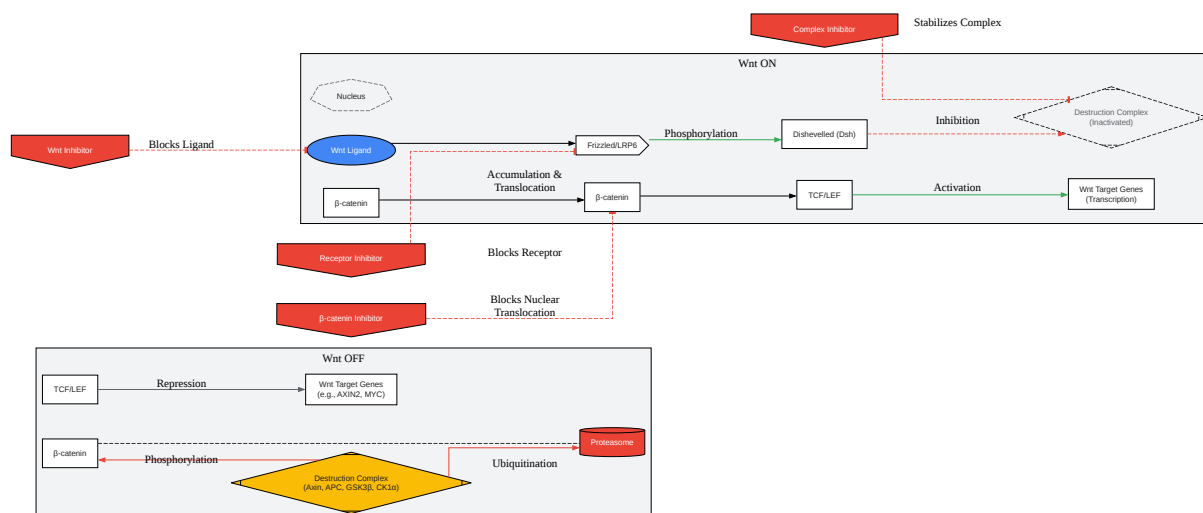 Complex Inhibitor
Stabilizes Complex
Wnt ON
Nucleus
Destruction Complex
(Inactivated)
Wnt Inhibitor
Blocks Ligand
Wnt Ligand
Frizzled/LRP6
Phosphorylation
Dishevelled (Dsh)
Inhibition
β-catenin
Accumulation &
Translocation
β-catenin
TCF/LEF
Activation
Wnt Target Genes
(Transcription)
Receptor Inhibitor
Blocks Receptor
β-catenin Inhibitor
Blocks Nuclear
Translocation
Wnt OFF
TCF/LEF
Repression
Wnt Target Genes
(e.g., AXIN2, MYC)
β-catenin
Phosphorylation
Destruction Complex
(Axin, APC, GSK3β, CK1α)
Ubiquitination
Proteasome